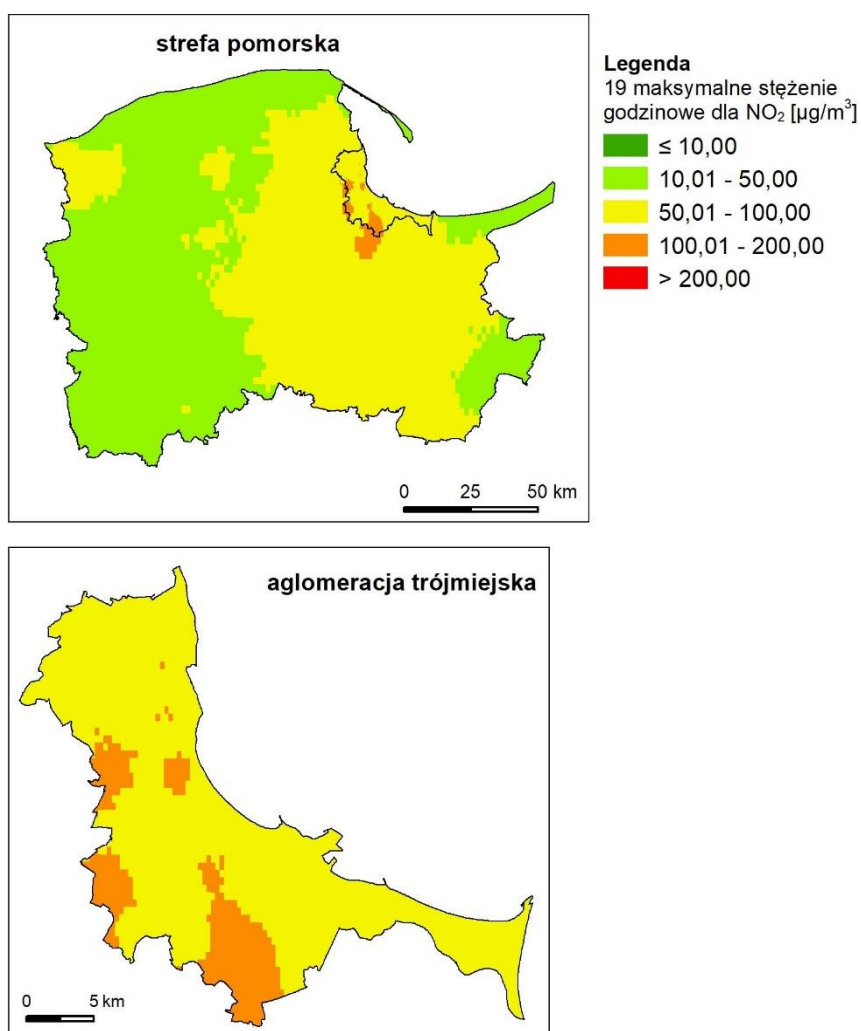 strefa pomorska
Legenda
19 maksymalne stężenie
godzinowe dla NO₂ [µg/m³]
≤ 10,00
10,01 - 50,00
50,01 - 100,00
100,01 - 200,00
> 200,00
0 25 50 km
aglomeracja trójmiejska
0 5 km